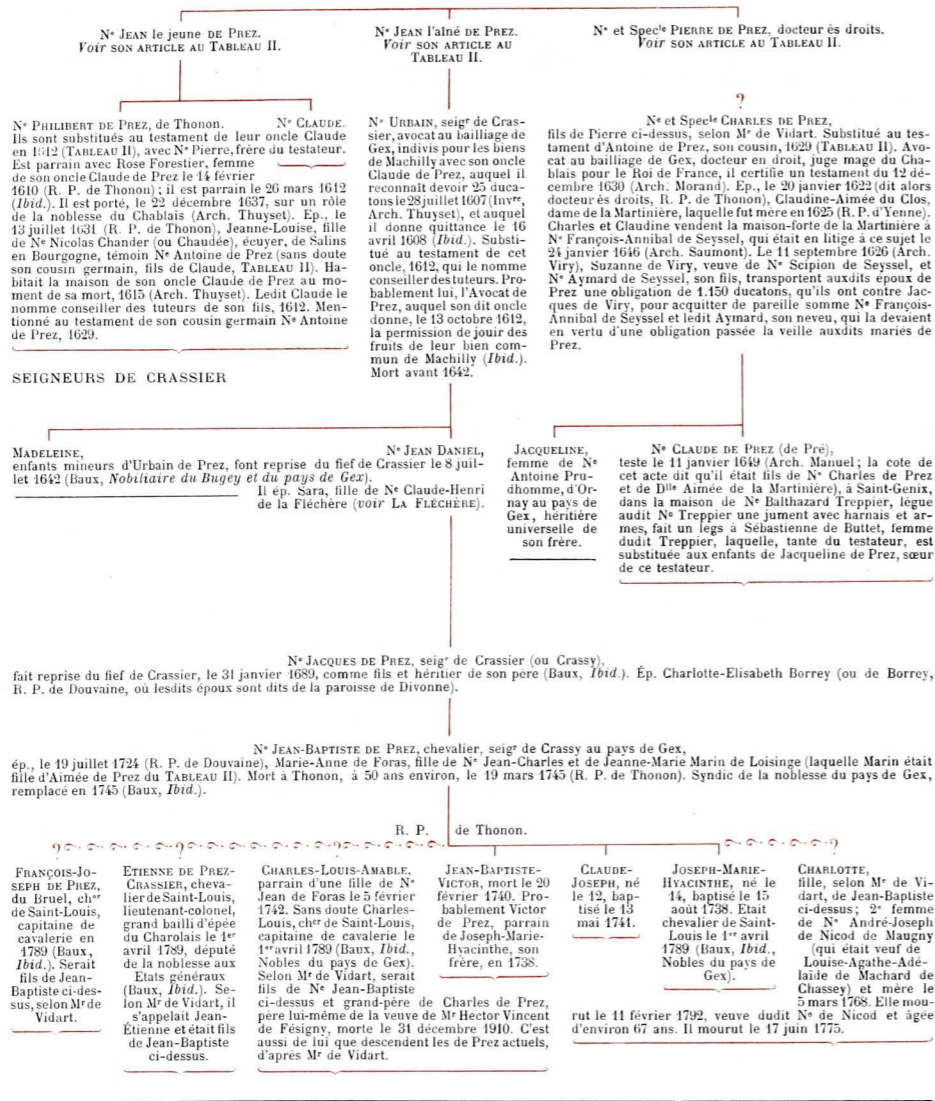 Nᵉ JEAN le jeune DE PREZ.
Voir SON ARTICLE AU TABLEAU II.
Nᵉ JEAN l'aîné DE PREZ.
Voir SON ARTICLE AU
TABLEAU II.
Nᵉ et Specˡᵉ PIERRE DE PREZ, docteur ès droits.
Voir SON ARTICLE AU TABLEAU II.
?
Nᵉ PHILIBERT DE PREZ, de Thonon. Nᵉ CLAUDE.
Ils sont substitués au testament de leur oncle Claude
en 1612 (TABLEAU II), avec Nᵉ Pierre, frère du testateur.
Est parrain avec Rose Forestier, femme
de son oncle Claude de Prez le 14 février
1610 (R. P. de Thonon) ; il est parrain le 26 mars 1612
(Ibid.). Il est porté, le 22 décembre 1637, sur un rôle
de la noblesse du Chablais (Arch. Thuyset). Ep., le
13 juillet 1631 (R. P. de Thonon), Jeanne-Louise, fille
de Nᵉ Nicolas Chander (ou Chaudée), écuyer, de Salins
en Bourgogne, témoin Nᵉ Antoine de Prez (sans doute
son cousin germain, fils de Claude, TABLEAU II). Ha-
bitait la maison de son oncle Claude de Prez au mo-
ment de sa mort, 1615 (Arch. Thuyset). Ledit Claude le
nomme conseiller des tuteurs de son fils, 1612. Men-
tionné au testament de son cousin germain Nᵉ Antoine
de Prez, 1629.
Nᵉ URBAIN, seigʳ de Cras-
sier, avocat au bailliage de
Gex, indivis pour les biens
de Machilly avec son oncle
Claude de Prez, auquel il
reconnaît devoir 25 duca-
tons le 28 juillet 1607 (Invʳᵉ,
Arch. Thuyset), et auquel
il donne quittance le 16
avril 1608 (Ibid.). Substi-
tué au testament de cet
oncle, 1612, qui le nomme
conseiller des tuteurs. Pro-
bablement lui, l'Avocat de
Prez, auquel son dit oncle
donne, le 13 octobre 1612,
la permission de jouir des
fruits de leur bien com-
mun de Machilly (Ibid.).
Mort avant 1642.
Nᵉ et Specˡᵉ CHARLES DE PREZ,
fils de Pierre ci-dessus, selon Mʳ de Vidart. Substitué au tes-
tament d'Antoine de Prez, son cousin, 1629 (TABLEAU II). Avo-
cat au bailliage de Gex, docteur en droit, juge mage du Cha-
blais pour le Roi de France, il certifie un testament du 12 dé-
cembre 1630 (Arch. Morand). Ep., le 20 janvier 1622 (dit alors
docteur ès droits, R. P. de Thonon), Claudine-Aimée du Clos,
dame de la Martinière, laquelle fut mère en 1625 (R. P. d'Yenne).
Charles et Claudine vendent la maison-forte de la Martinière à
Nᵉ François-Annibal de Seyssel, qui était en litige à ce sujet le
24 janvier 1646 (Arch. Saumont). Le 11 septembre 1626 (Arch.
Viry), Suzanne de Viry, veuve de Nᵉ Scipion de Seyssel, et
Nᵉ Aymard de Seyssel, son fils, transportent auxdits époux de
Prez une obligation de 1.150 ducatons, qu'ils ont contre Jac-
ques de Viry, pour acquitter de pareille somme Nᵉ François-
Annibal de Seyssel et ledit Aymard, son neveu, qui la devaient
en vertu d'une obligation passée la veille auxdits mariés de
Prez.
SEIGNEURS DE CRASSIER
MADELEINE, Nᵉ JEAN DANIEL,
enfants mineurs d'Urbain de Prez, font reprise du fief de Crassier le 8 juil-
let 1642 (Baux, Nobiliaire du Bugey et du pays de Gex).
Il ép. Sara, fille de Nᵉ Claude-Henri
de la Fléchère (voir LA FLÉCHÈRE).
JACQUELINE,
femme de Nᵉ
Antoine Pru-
dhomme, d'Or-
nay au pays de
Gex, héritière
universelle de
son frère.
Nᵉ CLAUDE DE PREZ (de Pré),
teste le 11 janvier 1649 (Arch. Manuel ; la cote de
cet acte dit qu'il était fils de Nᵉ Charles de Prez
et de Dˡˡᵉ Aimée de la Martinière), à Saint-Genix,
dans la maison de Nᵉ Balthazard Treppier, lègue
audit Nᵉ Treppier une jument avec harnais et ar-
mes, fait un legs à Sébastienne de Buttet, femme
dudit Treppier, laquelle, tante du testateur, est
substituée aux enfants de Jacqueline de Prez, sœur
de ce testateur.
Nᵉ JACQUES DE PREZ, seigʳ de Crassier (ou Crassy),
fait reprise du fief de Crassier, le 31 janvier 1689, comme fils et héritier de son père (Baux, Ibid.). Ép. Charlotte-Elisabeth Borrey (ou de Borrey,
R. P. de Douvaine, où lesdits époux sont dits de la paroisse de Divonne).
Nᵉ JEAN-BAPTISTE DE PREZ, chevalier, seigʳ de Crassy au pays de Gex,
ép., le 19 juillet 1724 (R. P. de Douvaine), Marie-Anne de Foras, fille de Nᵉ Jean-Charles et de Jeanne-Marie Marin de Loisinge (laquelle Marin était
fille d'Aimée de Prez du TABLEAU II). Mort à Thonon, à 50 ans environ, le 19 mars 1745 (R. P. de Thonon). Syndic de la noblesse du pays de Gex,
remplacé en 1745 (Baux, Ibid.).
R. P. de Thonon.
? ? ? ?
FRANÇOIS-JO-
SEPH DE PREZ,
du Bruel, chᵉʳ
de Saint-Louis,
capitaine de
cavalerie en
1789 (Baux,
Ibid.). Serait
fils de Jean-
Baptiste ci-des-
sus, selon Mʳ de
Vidart.
ETIENNE DE PREZ-
CRASSIER, cheva-
lier de Saint-Louis,
lieutenant-colonel,
grand bailli d'épée
du Charolais le 1ᵉʳ
avril 1789, député
de la noblesse aux
Etats généraux
(Baux, Ibid.). Se-
lon Mʳ de Vidart, il
s'appelait Jean-
Étienne et était fils
de Jean-Baptiste
ci-dessus.
CHARLES-LOUIS-AMABLE,
parrain d'une fille de Nᵉ
Jean de Foras le 5 février
1742. Sans doute Charles-
Louis, chᵉʳ de Saint-Louis,
capitaine de cavalerie le
1ᵉʳ avril 1789 (Baux, Ibid.,
Nobles du pays de Gex).
Selon Mʳ de Vidart, serait
fils de Nᵉ Jean-Baptiste
ci-dessus et grand-père de Charles de Prez,
père lui-même de la veuve de Mʳ Hector Vincent
de Fésigny, morte le 31 décembre 1910. C'est
aussi de lui que descendent les de Prez actuels,
d'après Mʳ de Vidart.
JEAN-BAPTISTE-
VICTOR, mort le 20
février 1740. Pro-
bablement Victor
de Prez, parrain
de Joseph-Marie-
Hyacinthe, son
frère, en 1738.
CLAUDE-
JOSEPH, né
le 12, bap-
tisé le 13
mai 1741.
JOSEPH-MARIE-
HYACINTHE, né le
14, baptisé le 15
août 1738. Etait
chevalier de Saint-
Louis le 1ᵉʳ avril
1789 (Baux, Ibid.,
Nobles du pays de
Gex).
CHARLOTTE,
fille, selon Mʳ de Vi-
dart, de Jean-Baptiste
ci-dessus ; 2ᵉ femme
de Nᵉ André-Joseph
de Nicod de Maugny
(qui était veuf de
Louise-Agathe-Adé-
laïde de Machard de
Chassey) et mère le
5 mars 1768. Elle mou-
rut le 11 février 1792, veuve dudit Nᵉ de Nicod et âgée
d'environ 67 ans. Il mourut le 17 juin 1775.